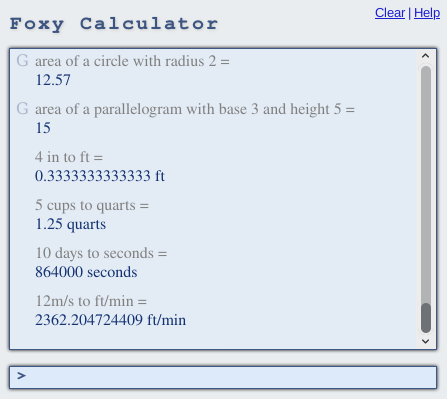 Clear | Help
Foxy Calculator
G area of a circle with radius 2 =
12.57
G area of a parallelogram with base 3 and height 5 =
15
4 in to ft =
0.3333333333333 ft
5 cups to quarts =
1.25 quarts
10 days to seconds =
864000 seconds
12m/s to ft/min =
2362.204724409 ft/min
>